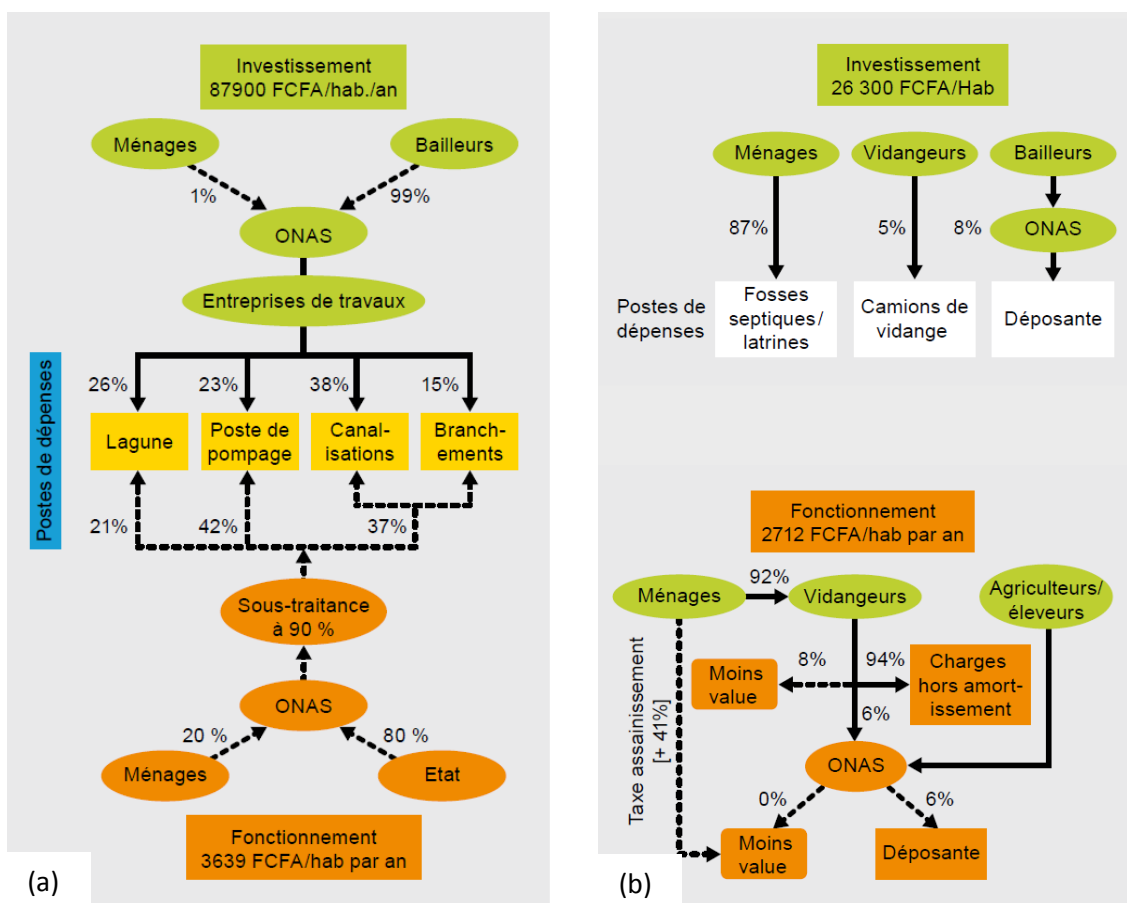 Investissement
87900 FCFA/hab./an
Ménages
Bailleurs
1%
99%
ONAS
Entreprises de travaux
Postes de dépenses
26%
23%
38%
15%
Lagune
Poste de
pompage
Canal-
isations
Branch-
ements
21%
42%
37%
Sous-traitance
à 90 %
ONAS
20 %
80 %
Ménages
Etat
Fonctionnement
3639 FCFA/hab par an
(a)
Investissement
26 300 FCFA/Hab
Ménages
Vidangeurs
Bailleurs
87%
5%
8%
ONAS
Postes de
dépenses
Fosses
septiques/
latrines
Camions de
vidange
Déposante
Fonctionnement
2712 FCFA/hab par an
Ménages
92%
Vidangeurs
Agriculteurs/
éleveurs
Taxe assainissement
[+ 41%]
Moins
value
8%
94%
Charges
hors amort-
issement
6%
ONAS
0%
6%
Moins
value
Déposante
(b)